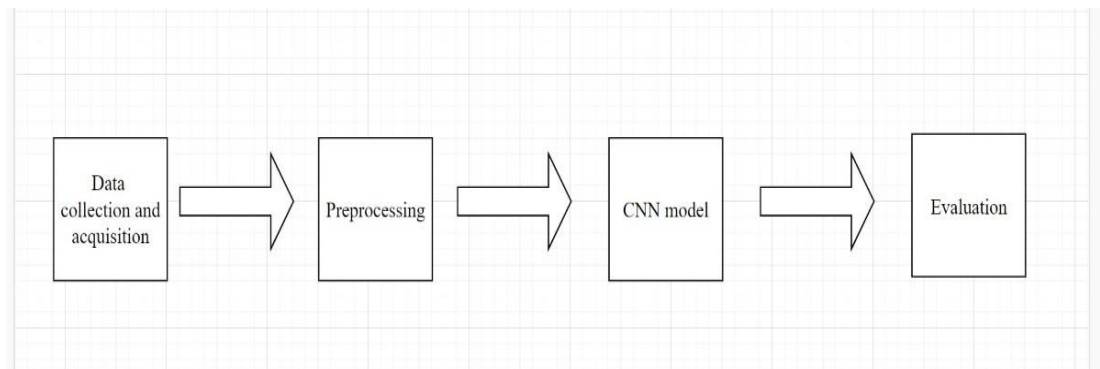 Data
collection and
acquisition
Preprocessing
CNN model
Evaluation